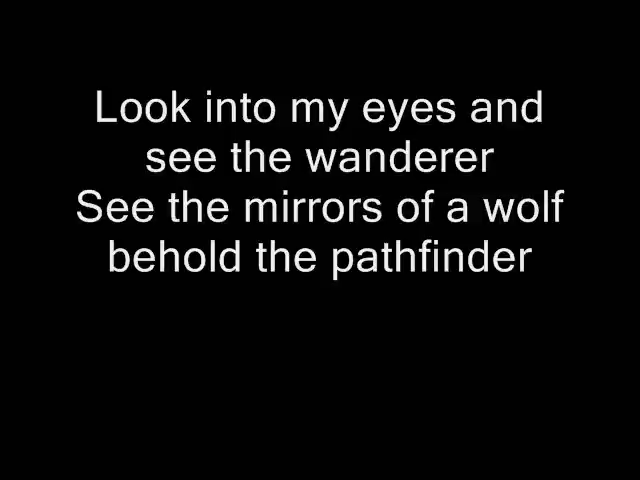 Look into my eyes and
see the wanderer
See the mirrors of a wolf
behold the pathfinder